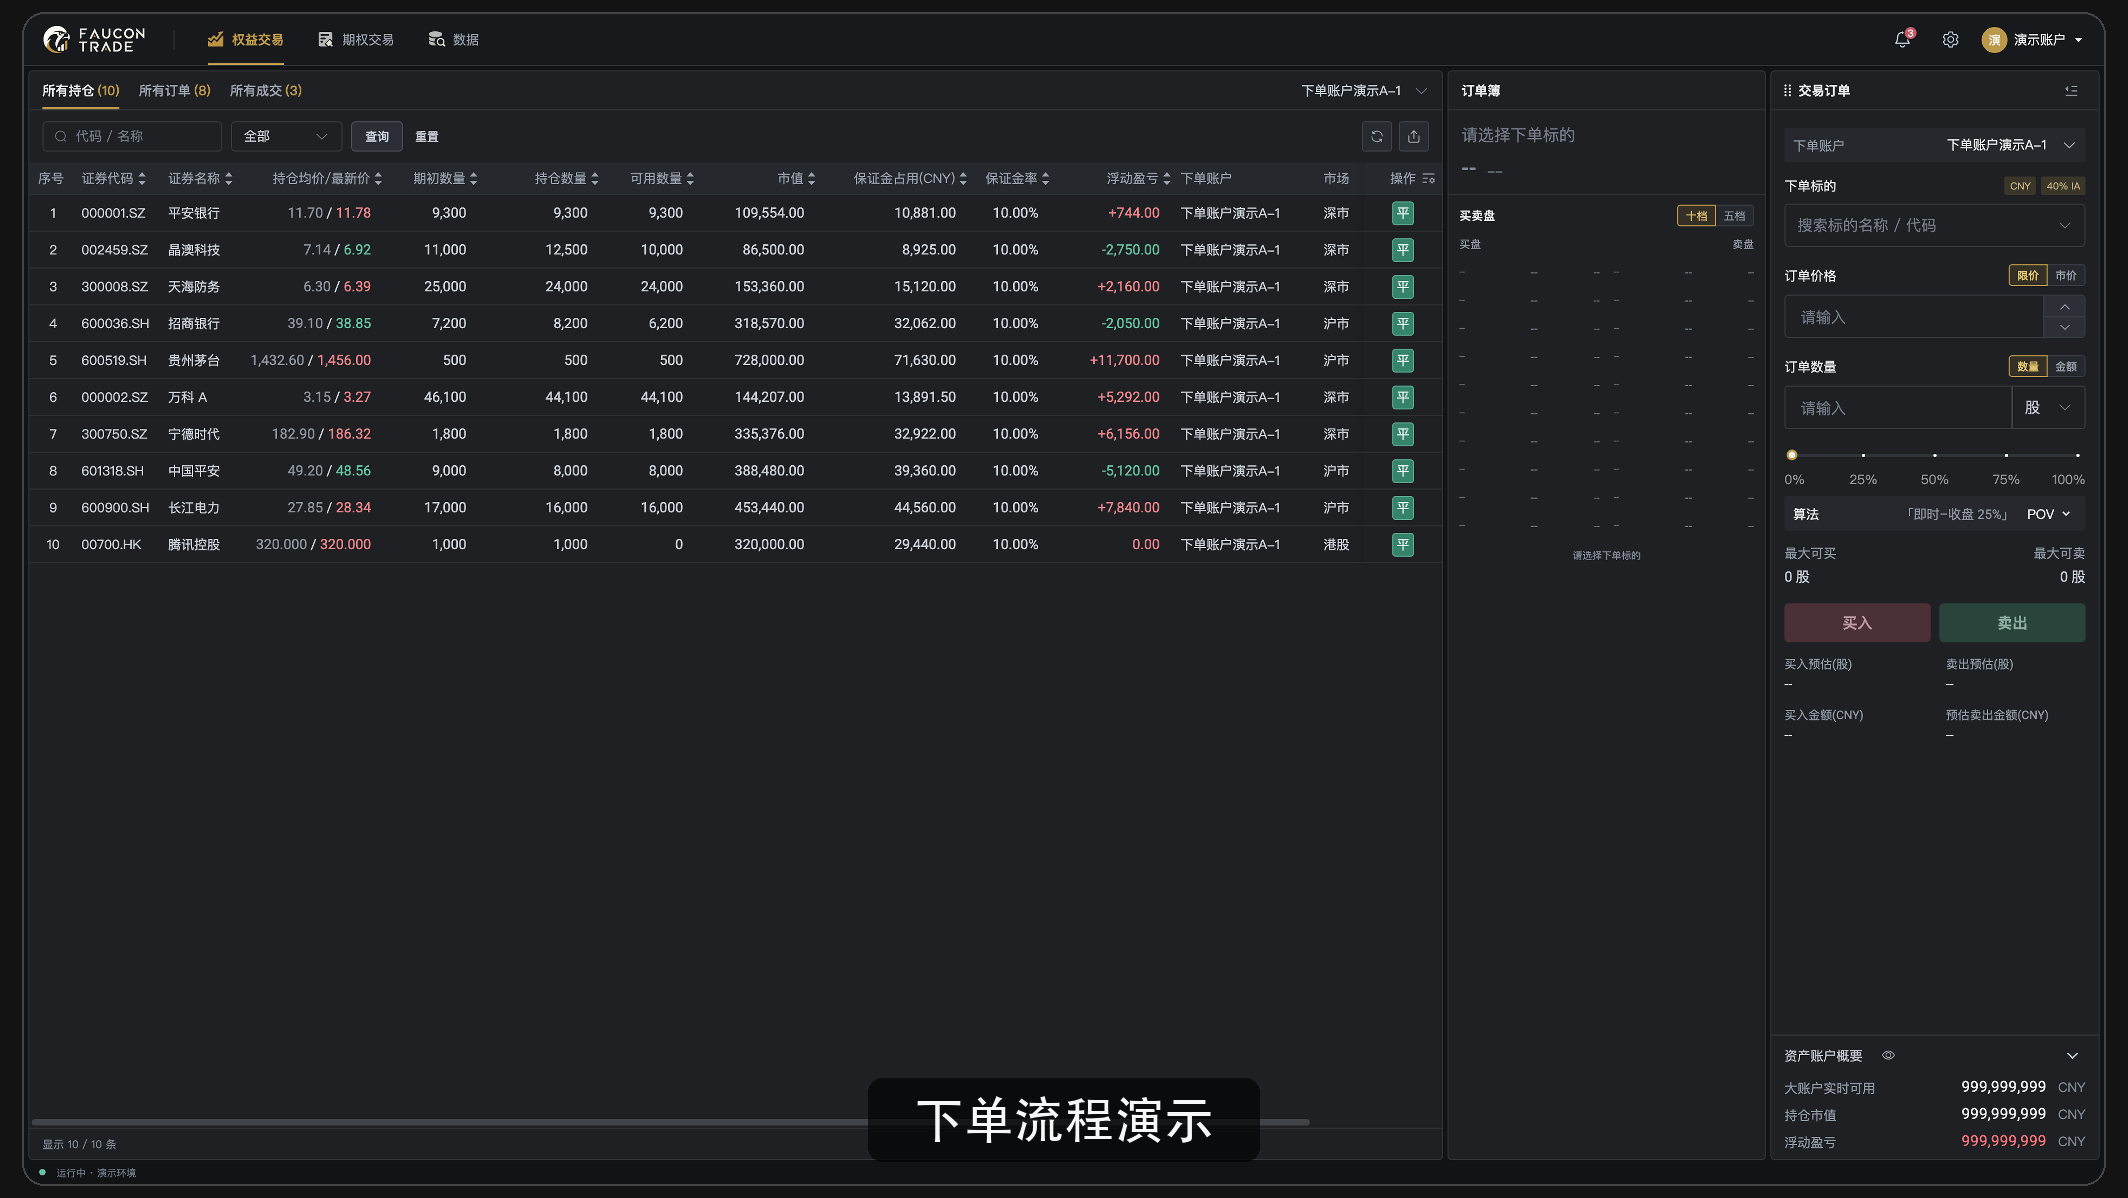 FAUCON TRADE
权益交易 期权交易 数据
3 演 演示账户
所有持仓 (10) 所有订单 (8) 所有成交 (3) 下单账户演示A-1
代码 / 名称 全部 查询 重置
序号 证券代码 证券名称 持仓均价/最新价 期初数量 持仓数量 可用数量 市值 保证金占用(CNY) 保证金率 浮动盈亏 下单账户 市场 操作
1 000001.SZ 平安银行 11.70 / 11.78 9,300 9,300 9,300 109,554.00 10,881.00 10.00% +744.00 下单账户演示A-1 深市 平
2 002459.SZ 晶澳科技 7.14 / 6.92 11,000 12,500 10,000 86,500.00 8,925.00 10.00% -2,750.00 下单账户演示A-1 深市 平
3 300008.SZ 天海防务 6.30 / 6.39 25,000 24,000 24,000 153,360.00 15,120.00 10.00% +2,160.00 下单账户演示A-1 深市 平
4 600036.SH 招商银行 39.10 / 38.85 7,200 8,200 6,200 318,570.00 32,062.00 10.00% -2,050.00 下单账户演示A-1 沪市 平
5 600519.SH 贵州茅台 1,432.60 / 1,456.00 500 500 500 728,000.00 71,630.00 10.00% +11,700.00 下单账户演示A-1 沪市 平
6 000002.SZ 万科 A 3.15 / 3.27 46,100 44,100 44,100 144,207.00 13,891.50 10.00% +5,292.00 下单账户演示A-1 深市 平
7 300750.SZ 宁德时代 182.90 / 186.32 1,800 1,800 1,800 335,376.00 32,922.00 10.00% +6,156.00 下单账户演示A-1 深市 平
8 601318.SH 中国平安 49.20 / 48.56 9,000 8,000 8,000 388,480.00 39,360.00 10.00% -5,120.00 下单账户演示A-1 沪市 平
9 600900.SH 长江电力 27.85 / 28.34 17,000 16,000 16,000 453,440.00 44,560.00 10.00% +7,840.00 下单账户演示A-1 沪市 平
10 00700.HK 腾讯控股 320.000 / 320.000 1,000 1,000 0 320,000.00 29,440.00 10.00% 0.00 下单账户演示A-1 港股 平
显示 10 / 10 条
运行中 · 演示环境
下单流程演示
订单簿
请选择下单标的
-- --
买卖盘 十档 五档
买盘 卖盘
-- -- -- -- -- --
-- -- -- -- -- --
-- -- -- -- -- --
-- -- -- -- -- --
-- -- -- -- -- --
-- -- -- -- -- --
-- -- -- -- -- --
-- -- -- -- -- --
-- -- -- -- -- --
-- -- -- -- -- --
请选择下单标的
交易订单
下单账户 下单账户演示A-1
下单标的 CNY 40% IA
搜索标的名称 / 代码
订单价格 限价 市价
请输入
订单数量 数量 金额
请输入 股
0% 25% 50% 75% 100%
算法 「即时-收盘 25%」 POV
最大可买 最大可卖
0 股 0 股
买入 卖出
买入预估(股) 卖出预估(股)
-- --
买入金额(CNY) 预估卖出金额(CNY)
-- --
资产账户概要
大账户实时可用 999,999,999 CNY
持仓市值 999,999,999 CNY
浮动盈亏 999,999,999 CNY